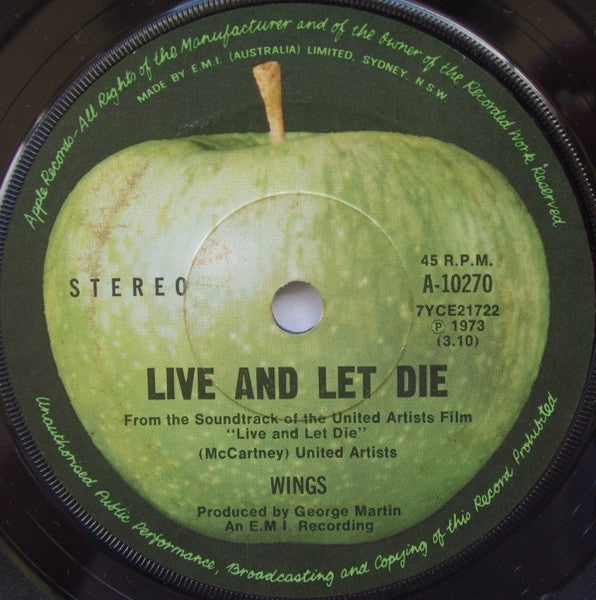 Apple Records-All Rights of the Manufacturer and of the Owner of the Recorded Work Reserved
MADE BY E.M.I. (AUSTRALIA) LIMITED, SYDNEY, N S W.
STEREO
45 R.P.M.
A-10270
7YCE21722
Ⓟ 1973
(3.10)
LIVE AND LET DIE
From the Soundtrack of the United Artists Film
"Live and Let Die"
(McCartney) United Artists
WINGS
Produced by George Martin
An E.M I. Recording
Unauthorised Public Performance, Broadcasting and Copying of this Record Prohibited